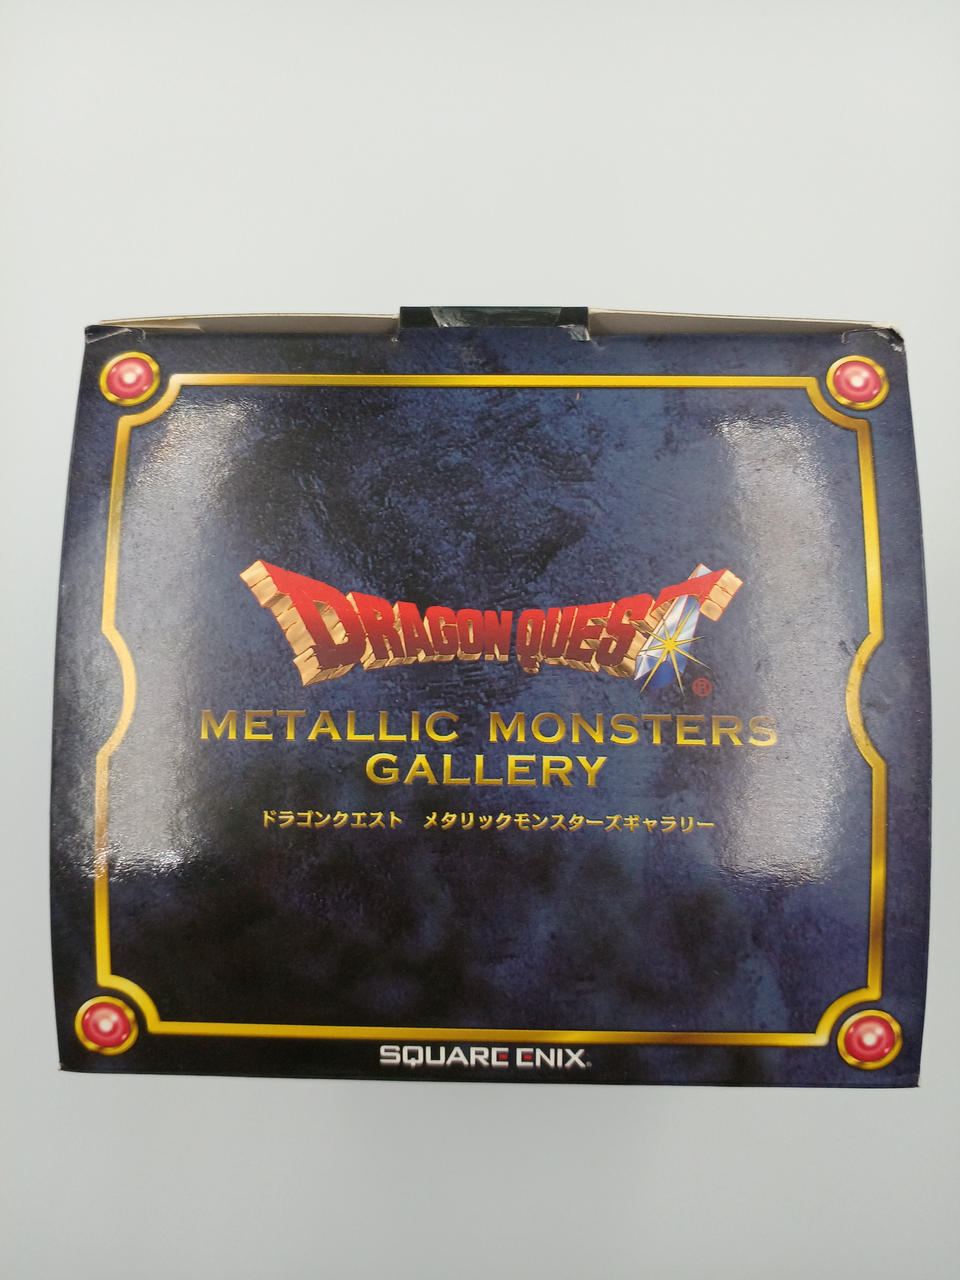 DRAGON QUEST®
METALLIC MONSTERS
GALLERY
ドラゴンクエスト メタリックモンスターズギャラリー
SQUARE ENIX®